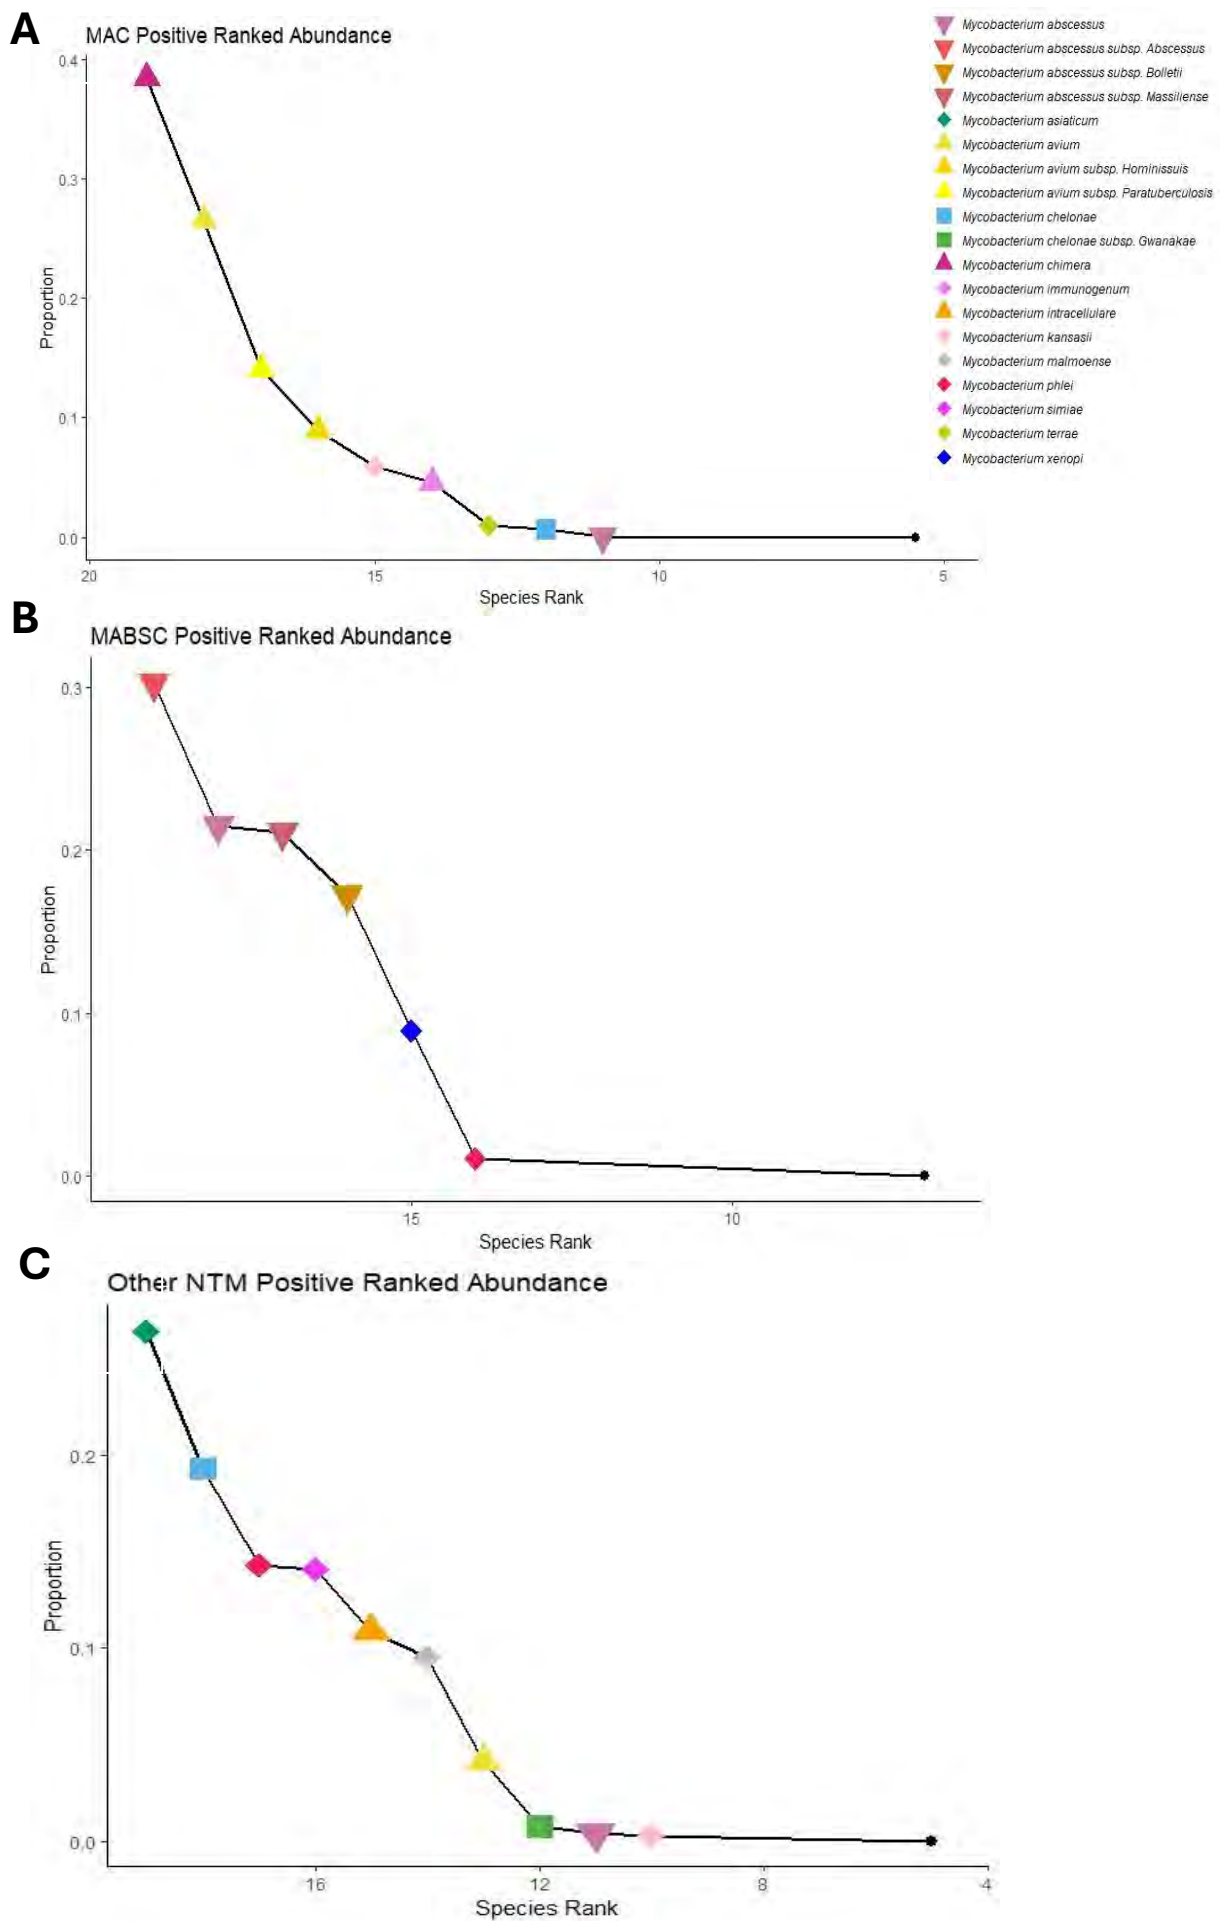 A
MAC Positive Ranked Abundance
Mycobacterium abscessus
Mycobacterium abscessus subsp. Abscessus
Mycobacterium abscessus subsp. Bolletii
Mycobacterium abscessus subsp. Massiliense
Mycobacterium asiaticum
Mycobacterium avium
Mycobacterium avium subsp. Hominissuis
Mycobacterium avium subsp. Paratuberculosis
Mycobacterium chelonae
Mycobacterium chelonae subsp. Gwanakae
Mycobacterium chimera
Mycobacterium immunogenum
Mycobacterium intracellulare
Mycobacterium kansasii
Mycobacterium malmoense
Mycobacterium phlei
Mycobacterium simiae
Mycobacterium terrae
Mycobacterium xenopi
Proportion
0.4
0.3
0.2
0.1
0.0
20 15 10 5
Species Rank
B
MABSC Positive Ranked Abundance
Proportion
0.3
0.2
0.1
0.0
15 10
Species Rank
C
Other NTM Positive Ranked Abundance
Proportion
0.2
0.1
0.0
16 12 8 4
Species Rank